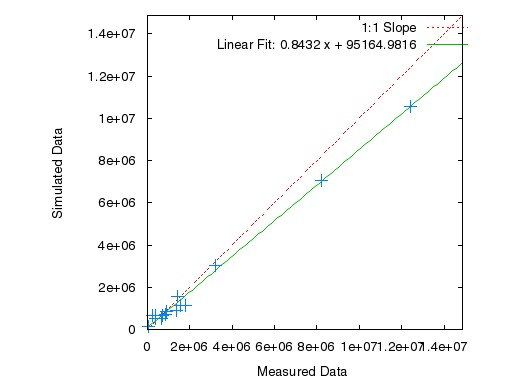 1.4e+07
1:1 Slope
Linear Fit: 0.8432 x + 95164.9816
1.2e+07
1e+07
8e+06
6e+06
4e+06
2e+06
0
Simulated Data
0 2e+06 4e+06 6e+06 8e+06 1e+07 1.2e+07 1.4e+07
Measured Data